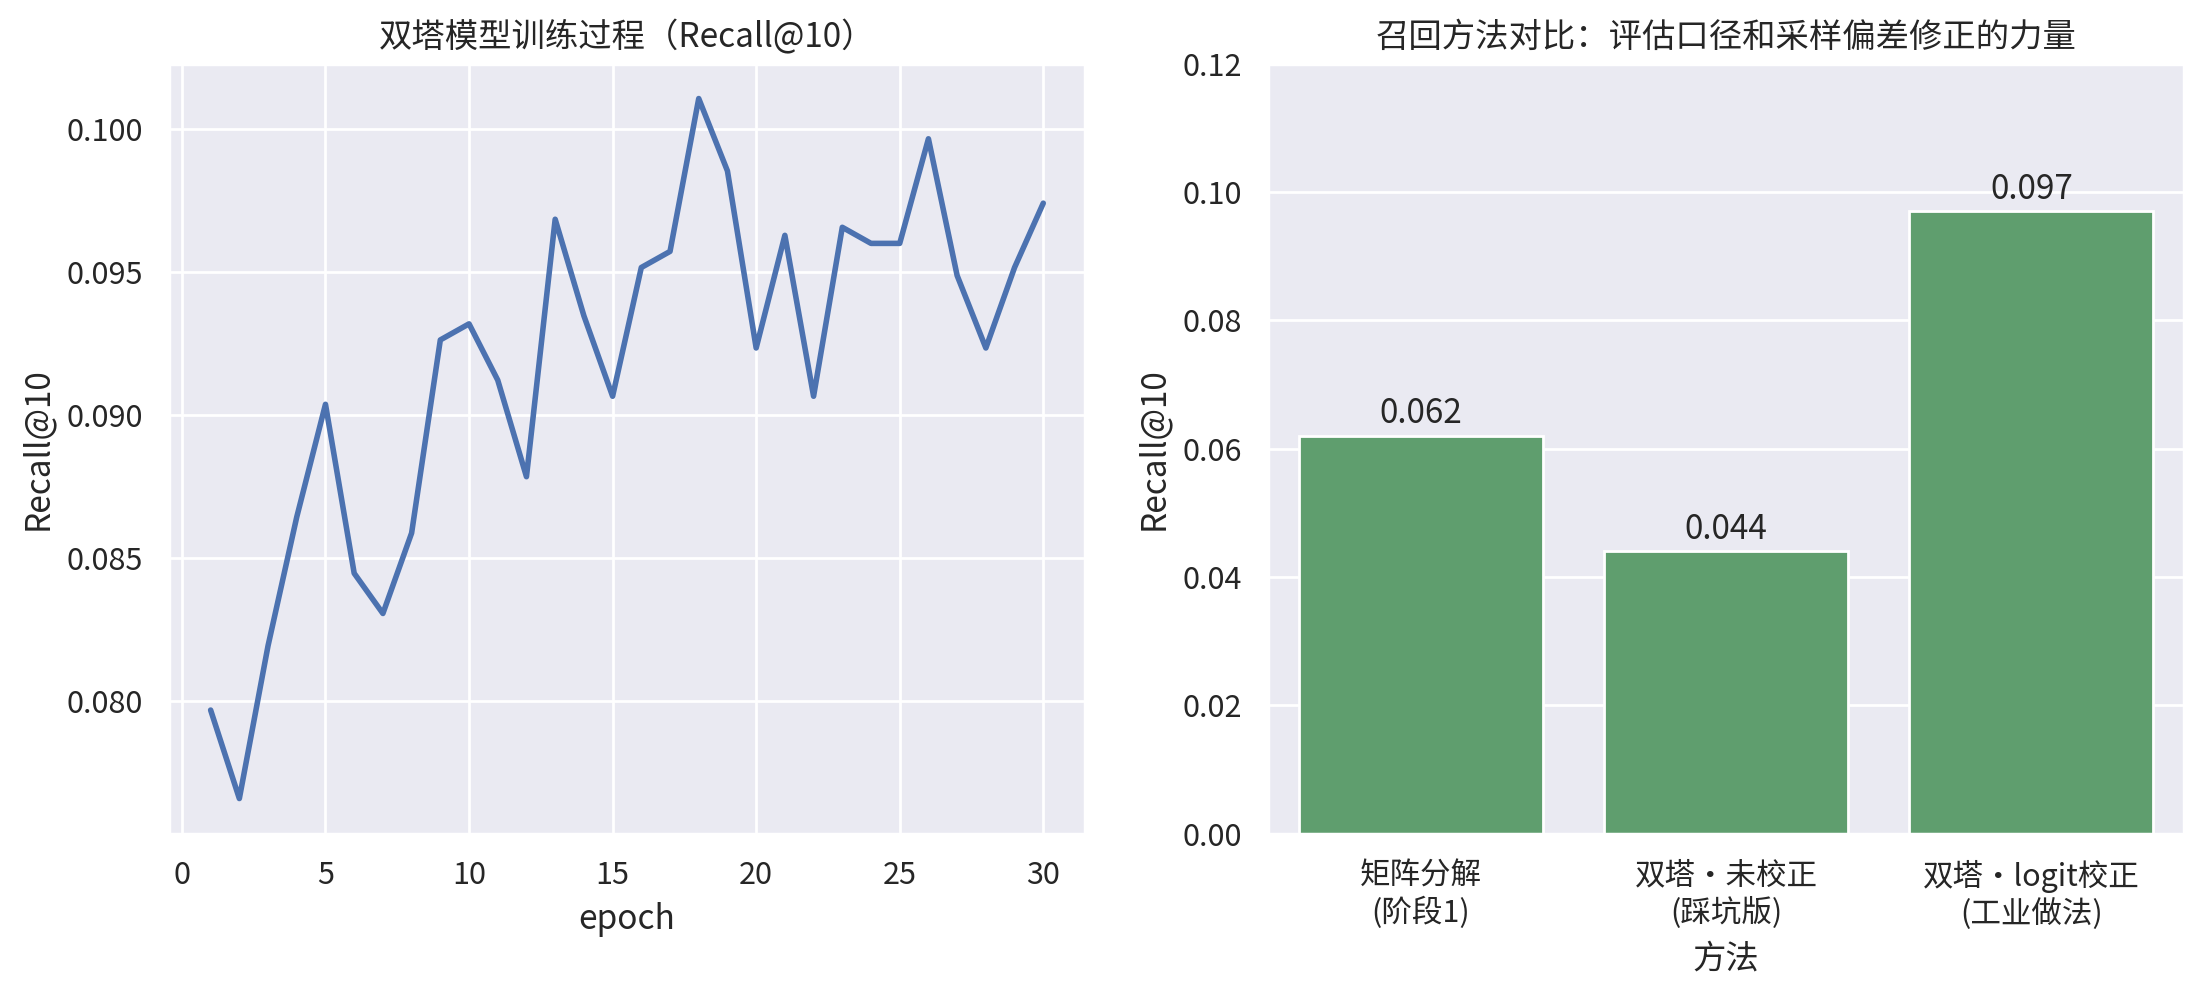 双塔模型训练过程（Recall@10）
Recall@10
0.100
0.095
0.090
0.085
0.080
0 5 10 15 20 25 30
epoch
召回方法对比：评估口径和采样偏差修正的力量
Recall@10
0.12
0.10
0.08
0.06
0.04
0.02
0.00
0.062
0.044
0.097
矩阵分解
(阶段1)
双塔·未校正
(踩坑版)
双塔·logit校正
(工业做法)
方法